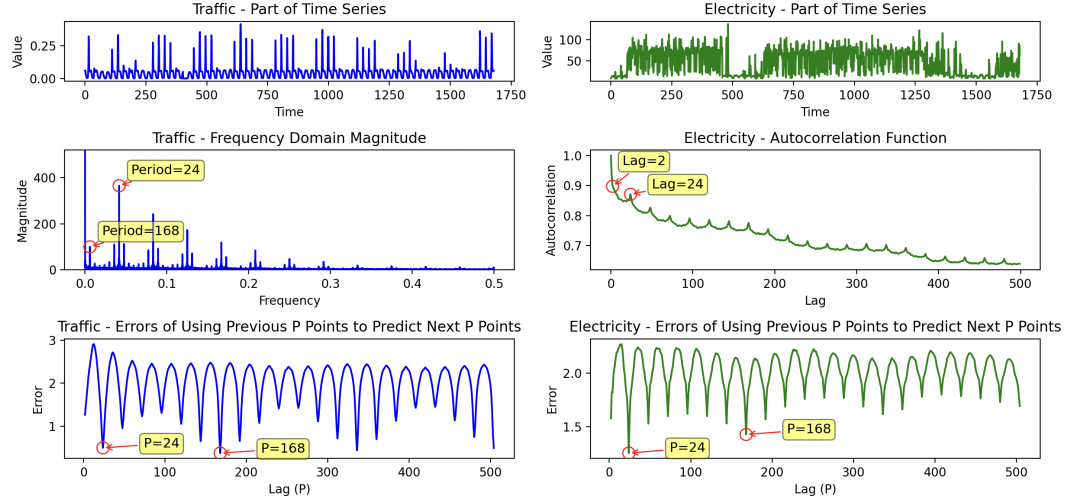 Traffic - Part of Time Series
Value
0.25
0.00
0 250 500 750 1000 1250 1500 1750
Time
Electricity - Part of Time Series
Value
100
50
0 250 500 750 1000 1250 1500 1750
Time
Traffic - Frequency Domain Magnitude
Magnitude
400
200
0
Period=24
Period=168
0.0 0.1 0.2 0.3 0.4 0.5
Frequency
Electricity - Autocorrelation Function
Autocorrelation
1.0
0.9
0.8
0.7
Lag=2
Lag=24
0 100 200 300 400 500
Lag
Traffic - Errors of Using Previous P Points to Predict Next P Points
Error
3
2
1
P=24
P=168
0 100 200 300 400 500
Lag (P)
Electricity - Errors of Using Previous P Points to Predict Next P Points
Error
2.0
1.5
P=24
P=168
0 100 200 300 400 500
Lag (P)